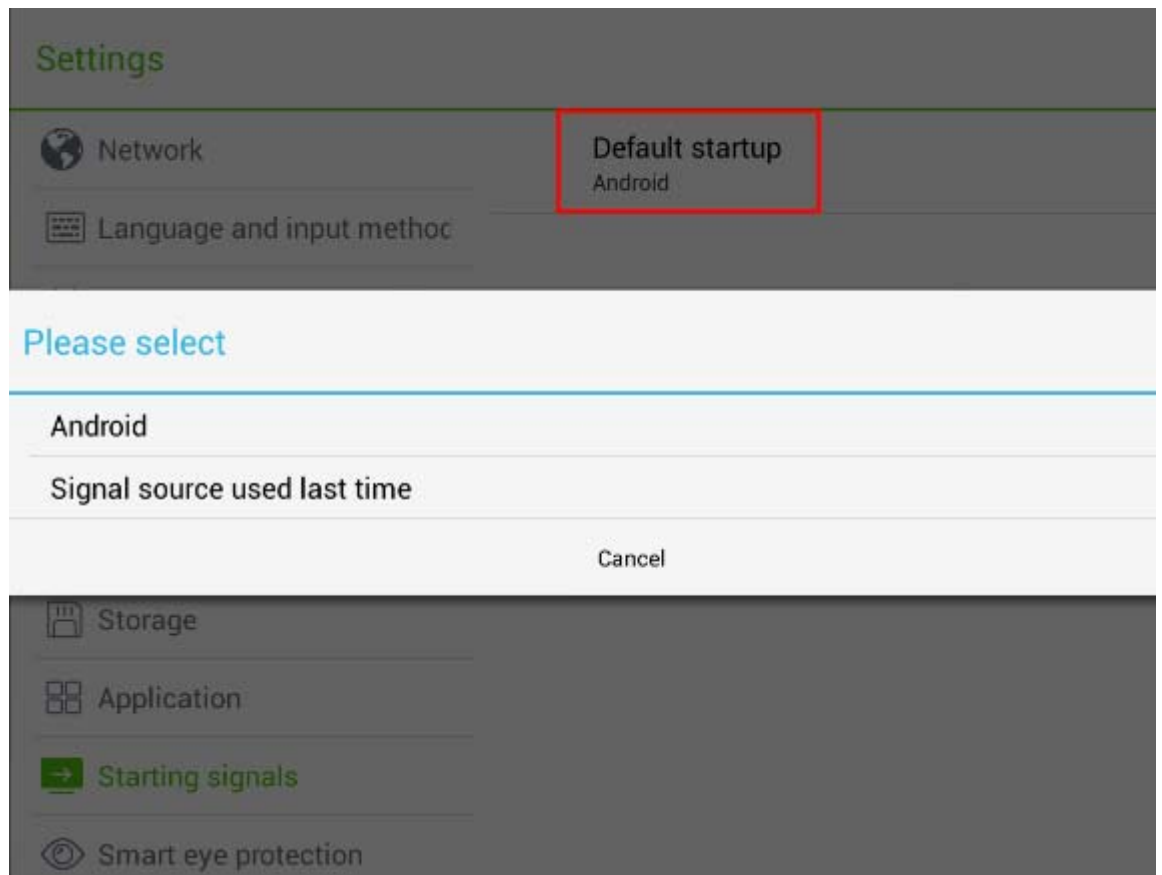 Settings
Network
Default startup
Android
Language and input methoc
Please select
Android
Signal source used last time
Cancel
Storage
Application
Starting signals
Smart eye protection